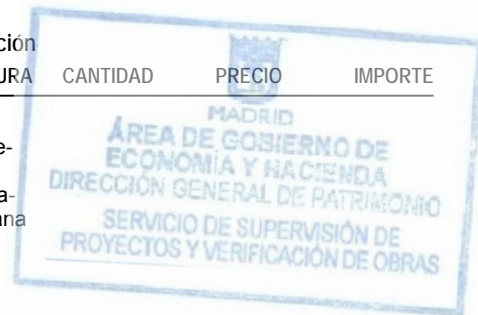 ción
URA CANTIDAD PRECIO IMPORTE
e-
a-
ana
MADRID
ÁREA DE GOBIERNO DE
ECONOMÍA Y HACIENDA
DIRECCIÓN GENERAL DE PATRIMONIO
SERVICIO DE SUPERVISIÓN DE
PROYECTOS Y VERIFICACIÓN DE OBRAS